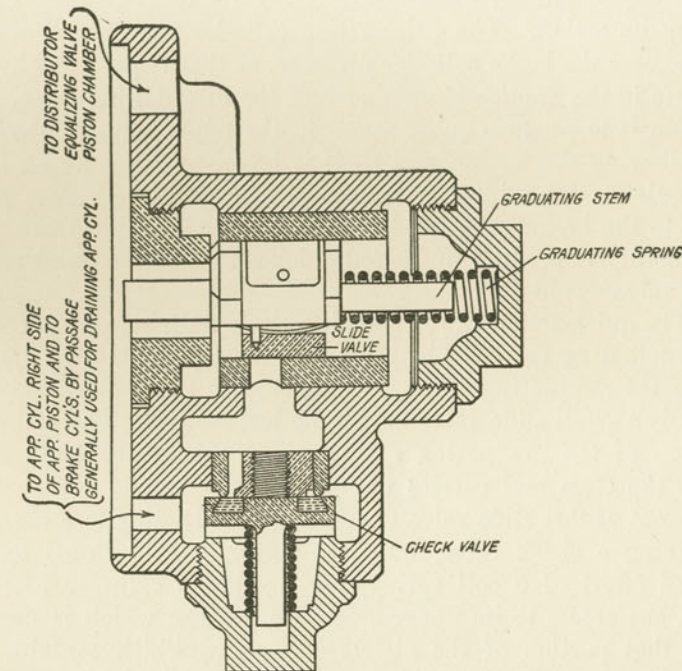 TO DISTRIBUTOR
EQUALIZING VALVE
PISTON CHAMBER
TO APP. CYL. RIGHT SIDE
OF APP. PISTON AND TO
BRAKE CYL'S. BY PASSAGE
GENERALLY USED FOR DRAINING APP. CYL.
GRADUATING STEM
GRADUATING SPRING
SLIDE
VALVE
CHECK VALVE